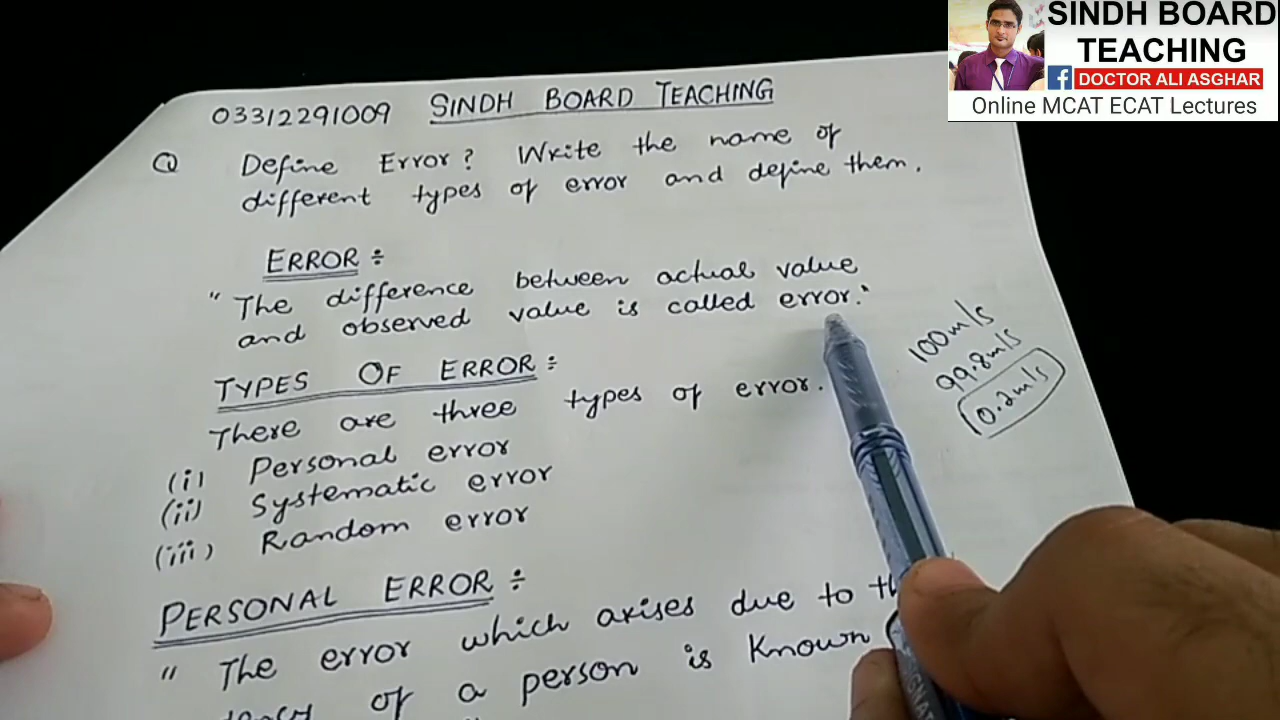 SINDH BOARD
TEACHING
f DOCTOR ALI ASGHAR
Online MCAT ECAT Lectures
03312291009 SINDH BOARD TEACHING
Q Define Error? Write the name of
different types of error and define them.
ERROR ÷
" The difference between actual value
and observed value is called error."
100m/s
99.8m/s
0.2m/s
TYPES OF ERROR ÷
There are three types of error.
(i) Personal error
(ii) Systematic error
(iii) Random error
PERSONAL ERROR ÷
" The error which arises due to
of a person is known